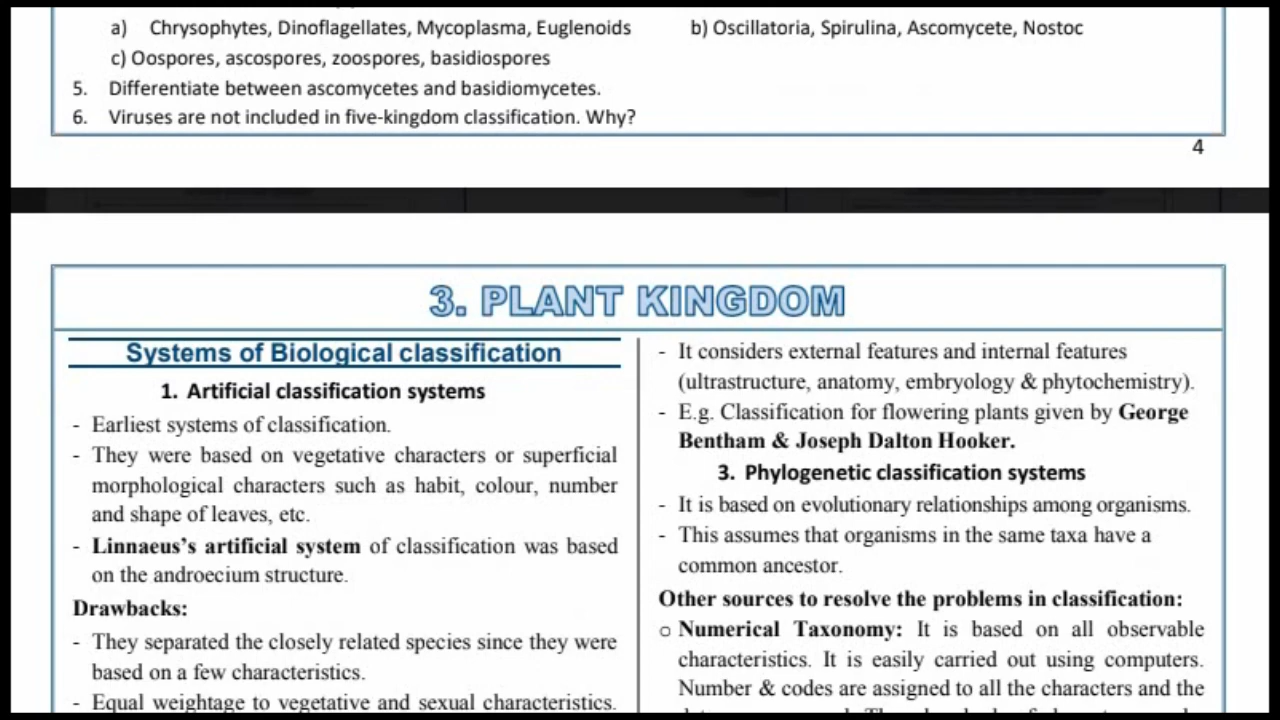 a) Chrysophytes, Dinoflagellates, Mycoplasma, Euglenoids b) Oscillatoria, Spirulina, Ascomycete, Nostoc
c) Oospores, ascospores, zoospores, basidiospores
5. Differentiate between ascomycetes and basidiomycetes.
6. Viruses are not included in five-kingdom classification. Why?
4
3. PLANT KINGDOM
Systems of Biological classification
1. Artificial classification systems
- Earliest systems of classification.
- They were based on vegetative characters or superficial
morphological characters such as habit, colour, number
and shape of leaves, etc.
- Linnaeus's artificial system of classification was based
on the androecium structure.
Drawbacks:
- They separated the closely related species since they were
based on a few characteristics.
- Equal weightage to vegetative and sexual characteristics.
- It considers external features and internal features
(ultrastructure, anatomy, embryology & phytochemistry).
- E.g. Classification for flowering plants given by George
Bentham & Joseph Dalton Hooker.
3. Phylogenetic classification systems
- It is based on evolutionary relationships among organisms.
- This assumes that organisms in the same taxa have a
common ancestor.
Other sources to resolve the problems in classification:
o Numerical Taxonomy: It is based on all observable
characteristics. It is easily carried out using computers.
Number & codes are assigned to all the characters and the